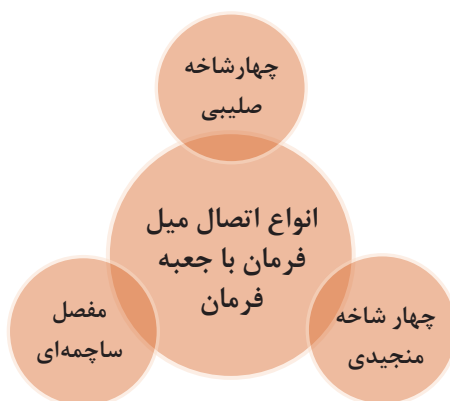 چهارشاخه
صلیبی
انواع اتصال میل
فرمان با جعبه
فرمان
چهار شاخه
منجیدی
مفصل
ساچمه‌ای